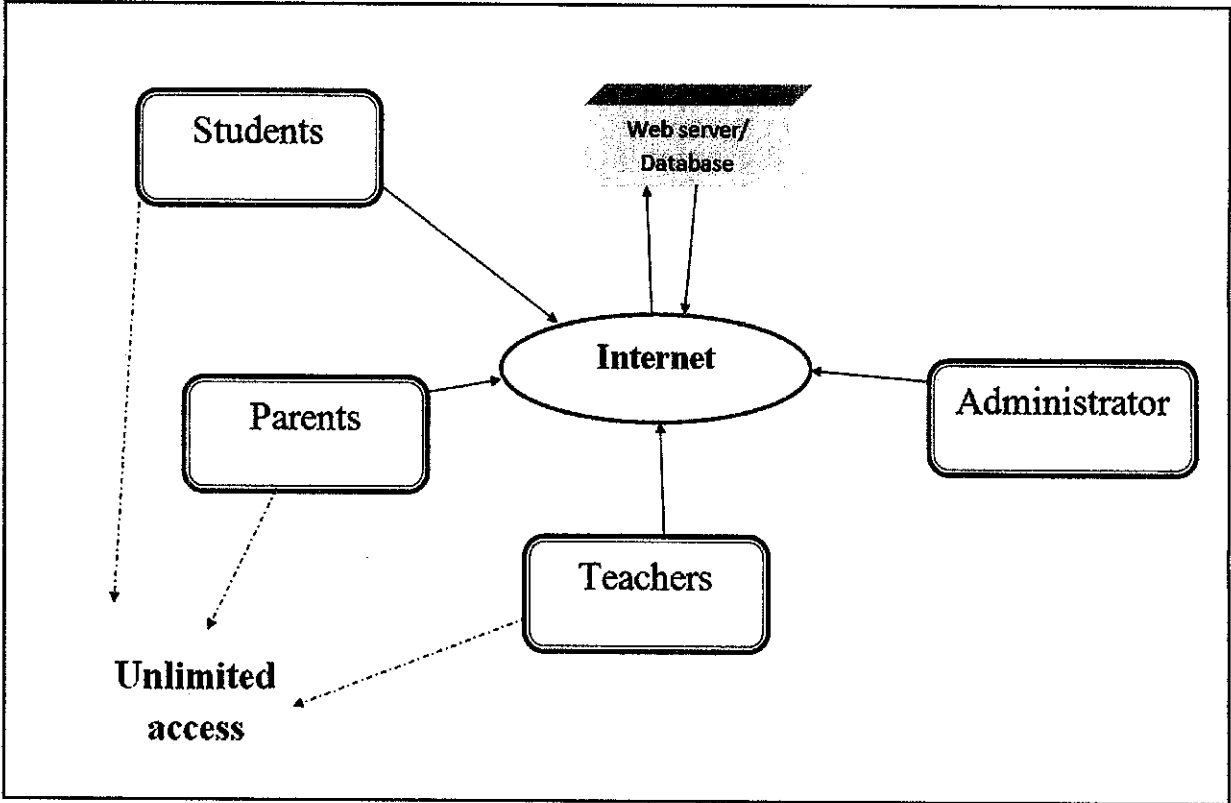 Students
Web server/
Database
Internet
Parents
Administrator
Teachers
Unlimited
access